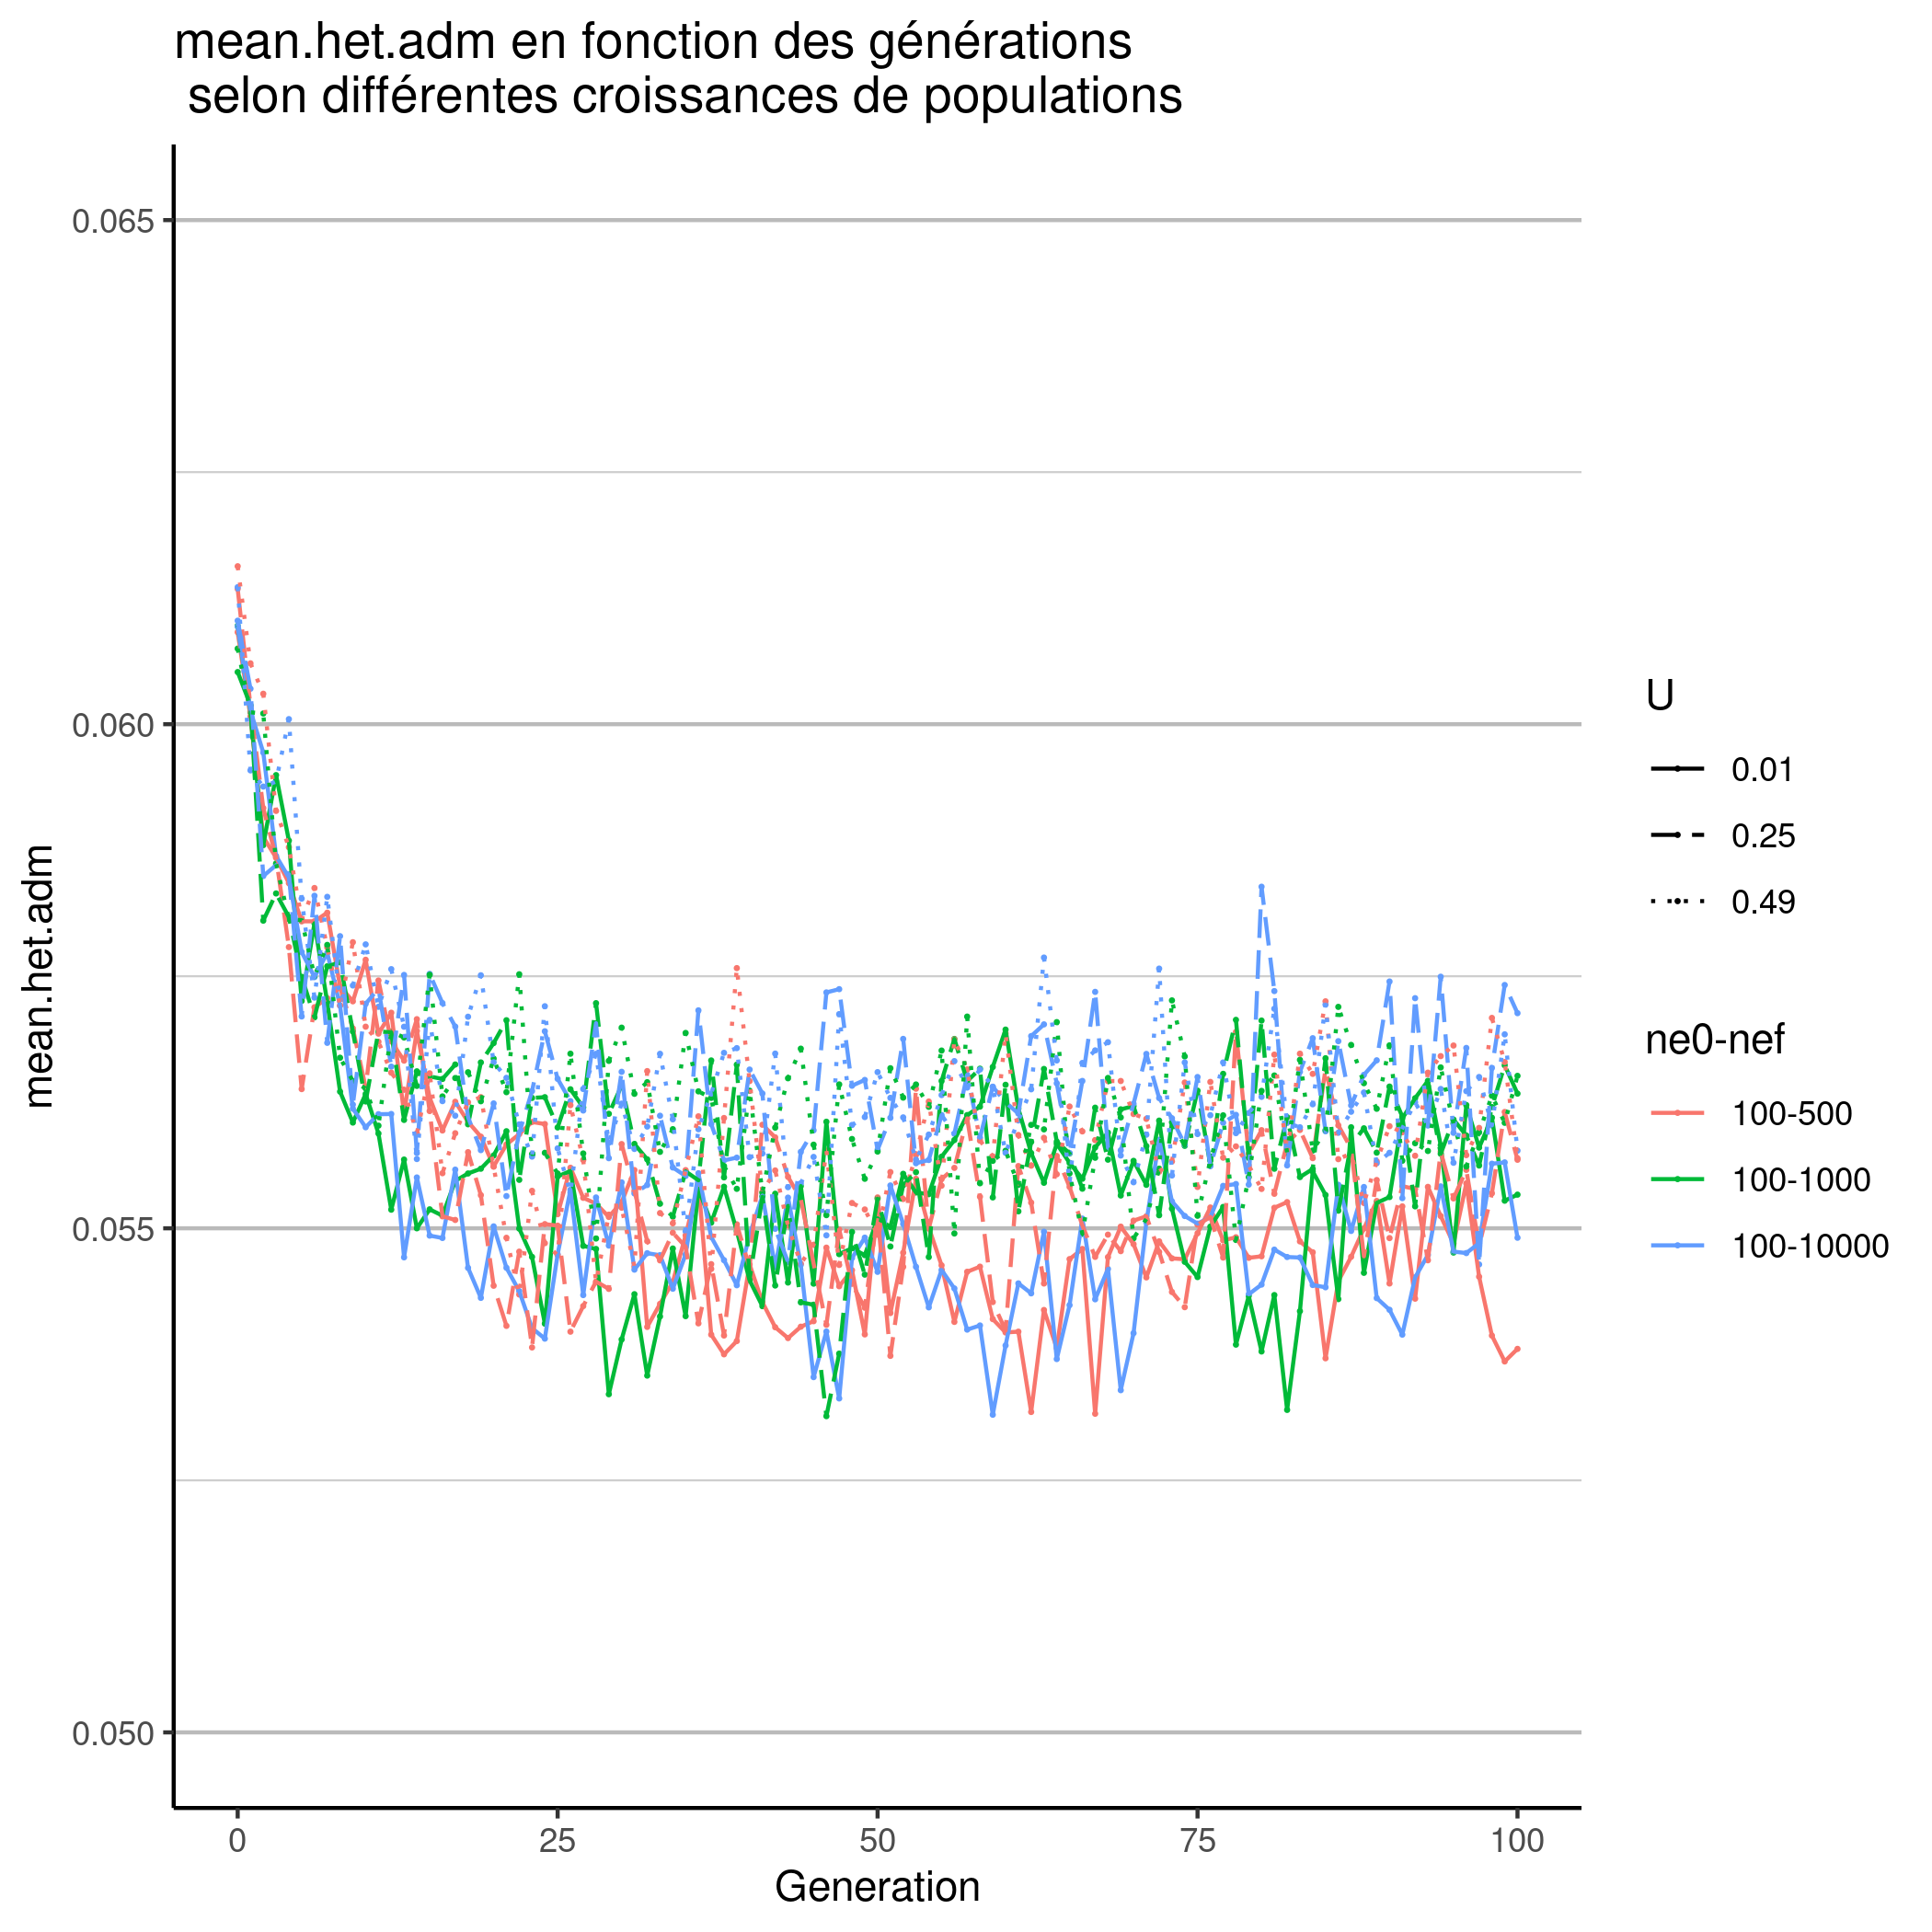 mean.het.adm en fonction des générations
selon différentes croissances de populations
mean.het.adm
0.065
0.060
0.055
0.050
0
25
50
75
100
Generation
U
0.01
0.25
0.49
ne0-nef
100-500
100-1000
100-10000